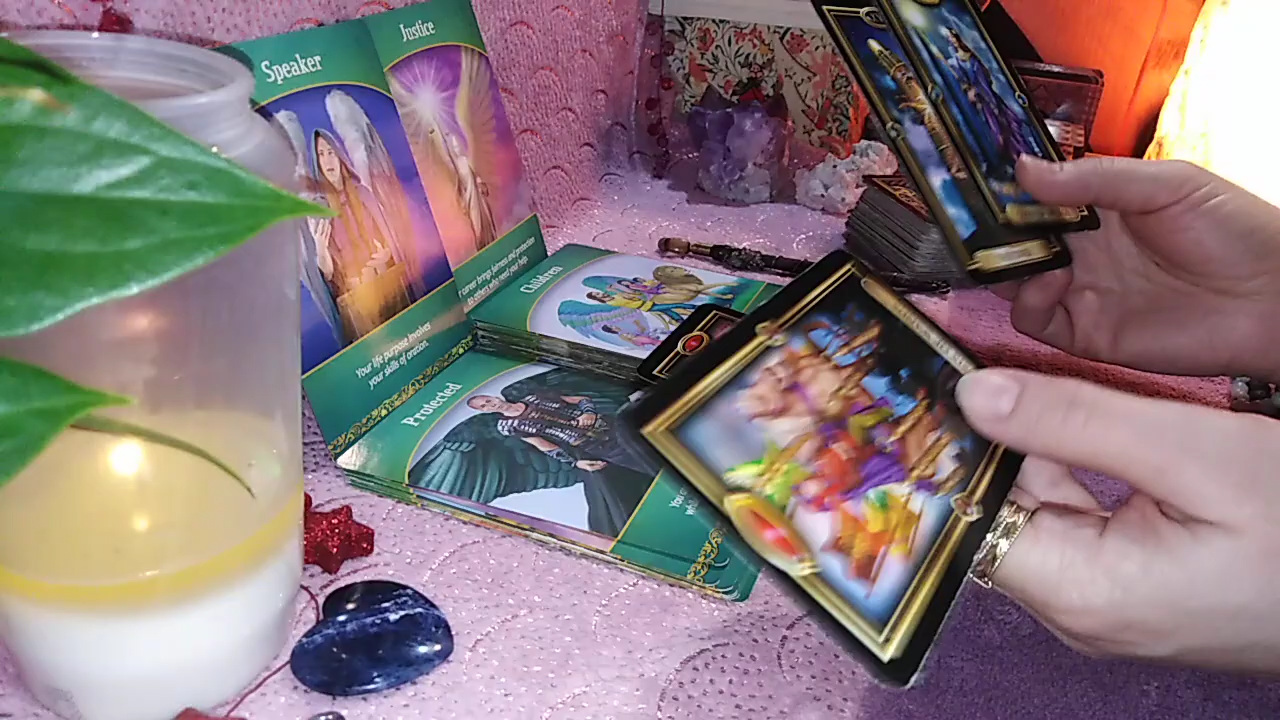 Speaker
Justice
Your life purpose involves
your skills of oration.
career brings fairness and protection
to others who need your help.
Children
Protected